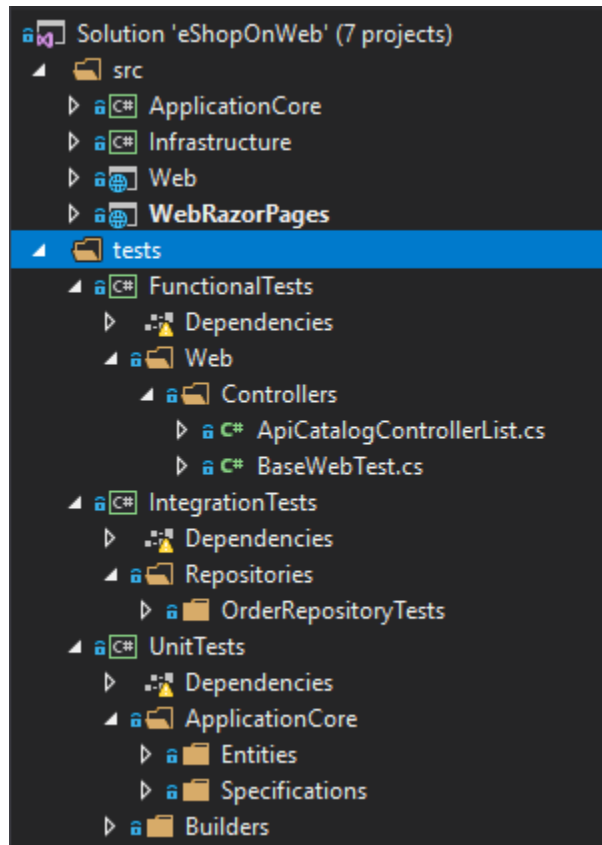 Solution 'eShopOnWeb' (7 projects)
src
C# ApplicationCore
C# Infrastructure
Web
WebRazorPages
tests
C# FunctionalTests
Dependencies
Web
Controllers
C# ApiCatalogControllerList.cs
C# BaseWebTest.cs
C# IntegrationTests
Dependencies
Repositories
OrderRepositoryTests
C# UnitTests
Dependencies
ApplicationCore
Entities
Specifications
Builders